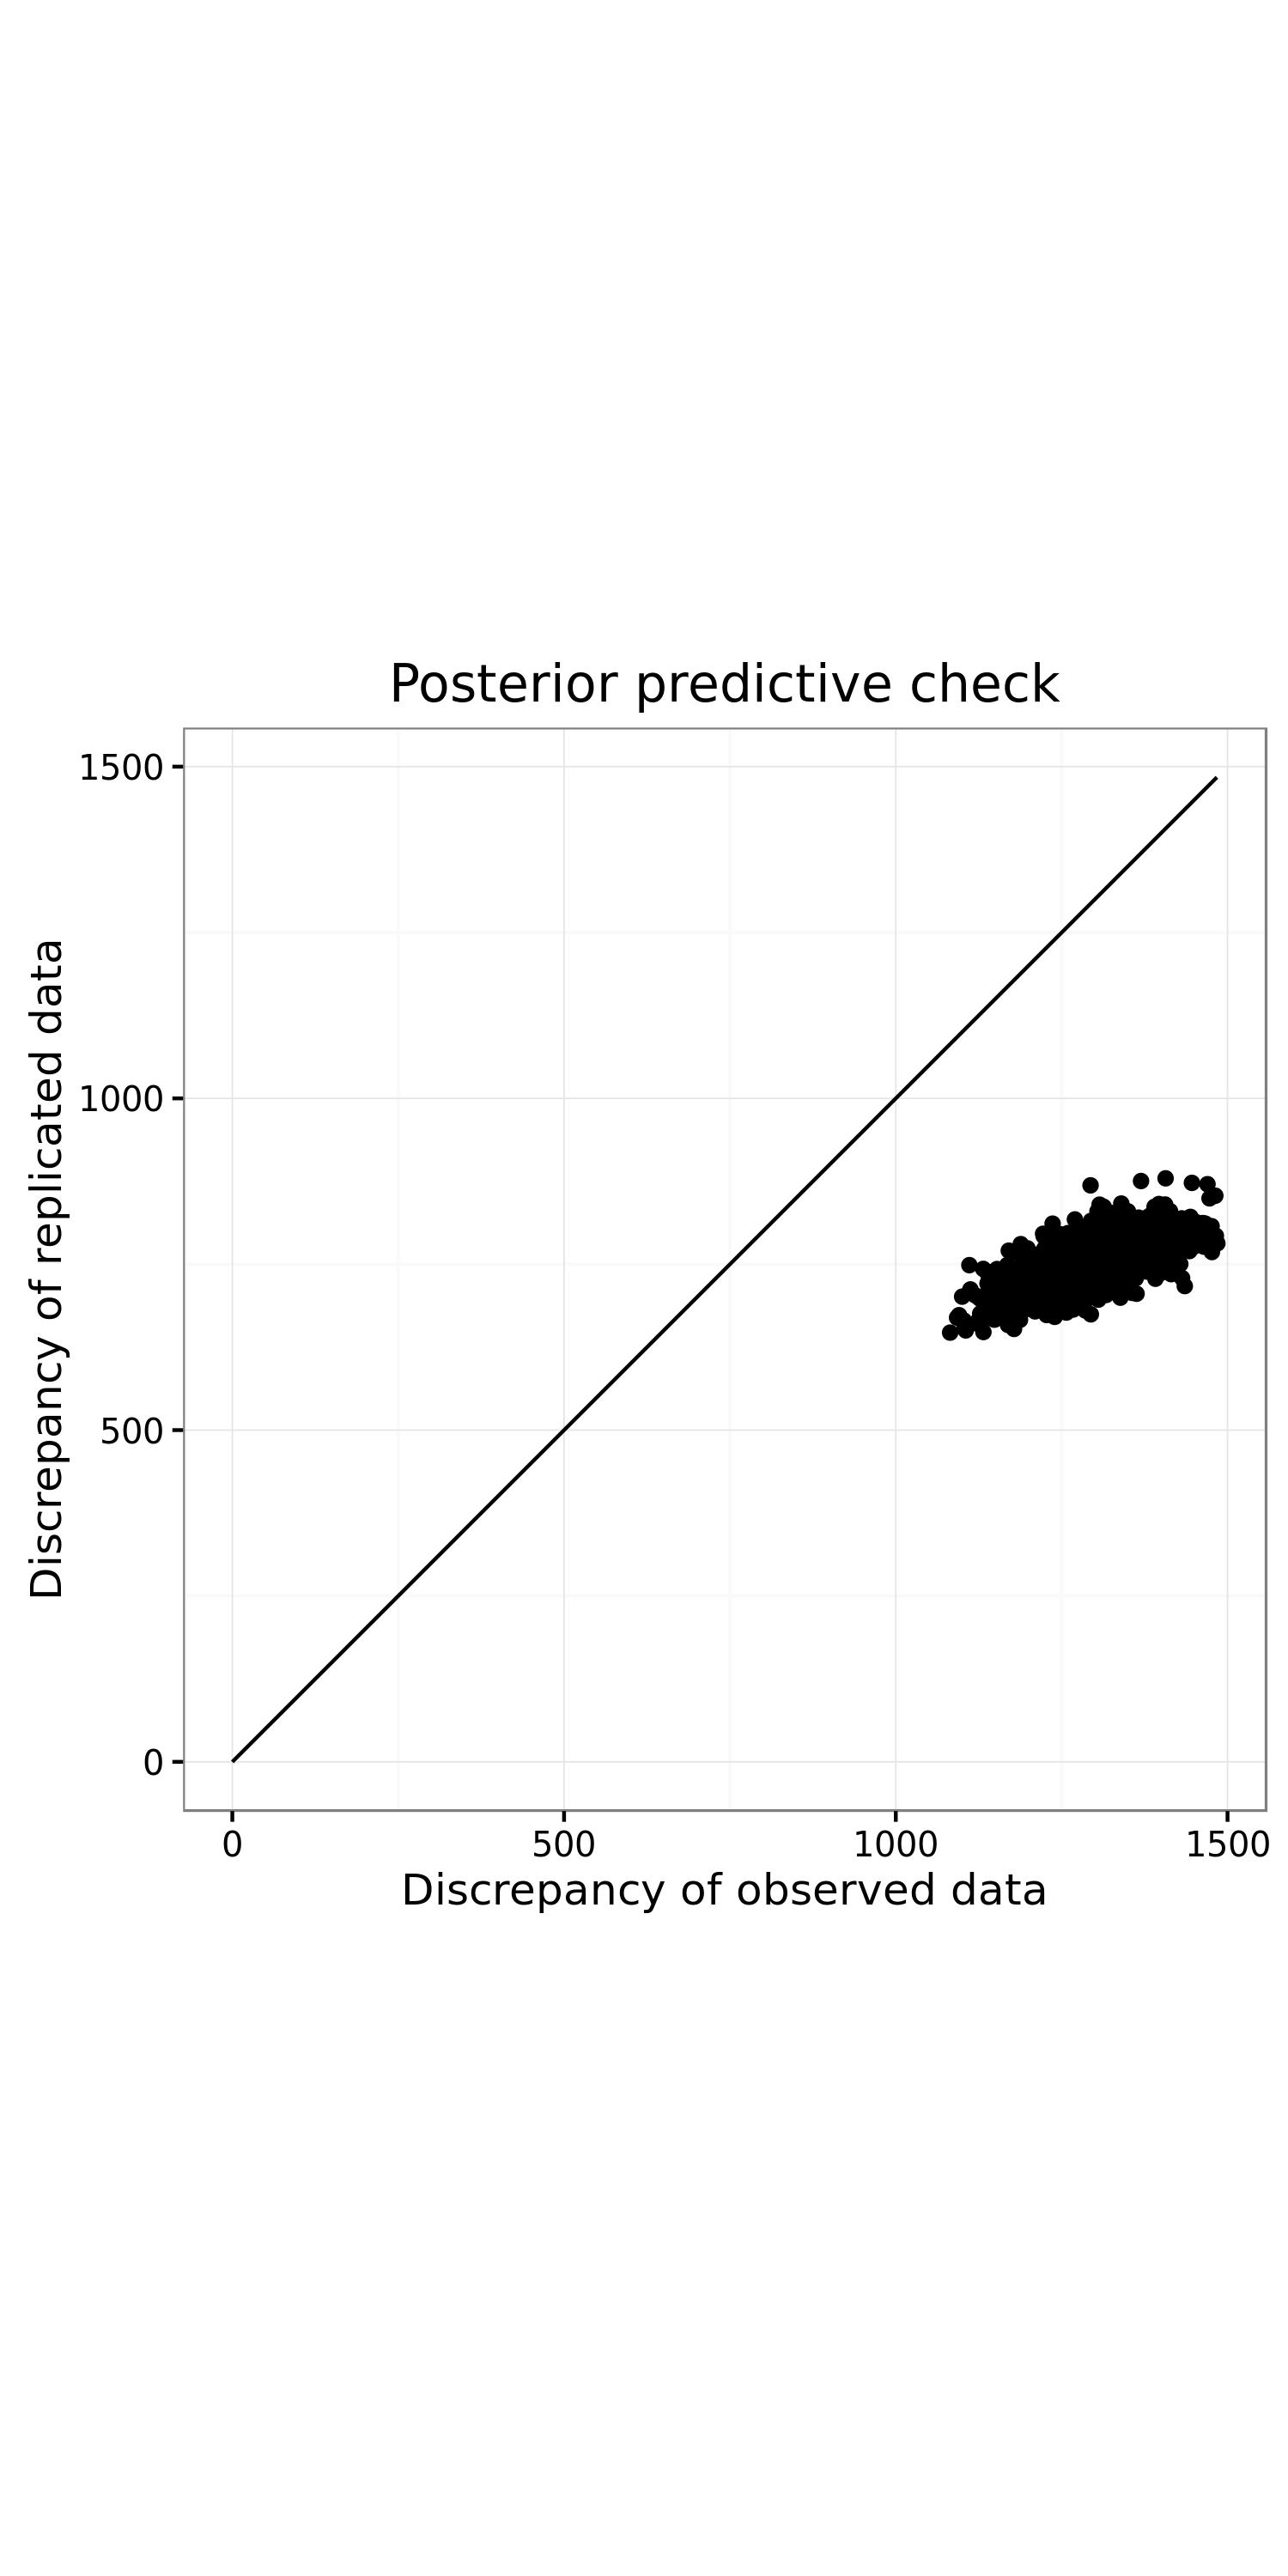 Posterior predictive check
1500
1000
500
0
Discrepancy of replicated data
0 500 1000 1500
Discrepancy of observed data